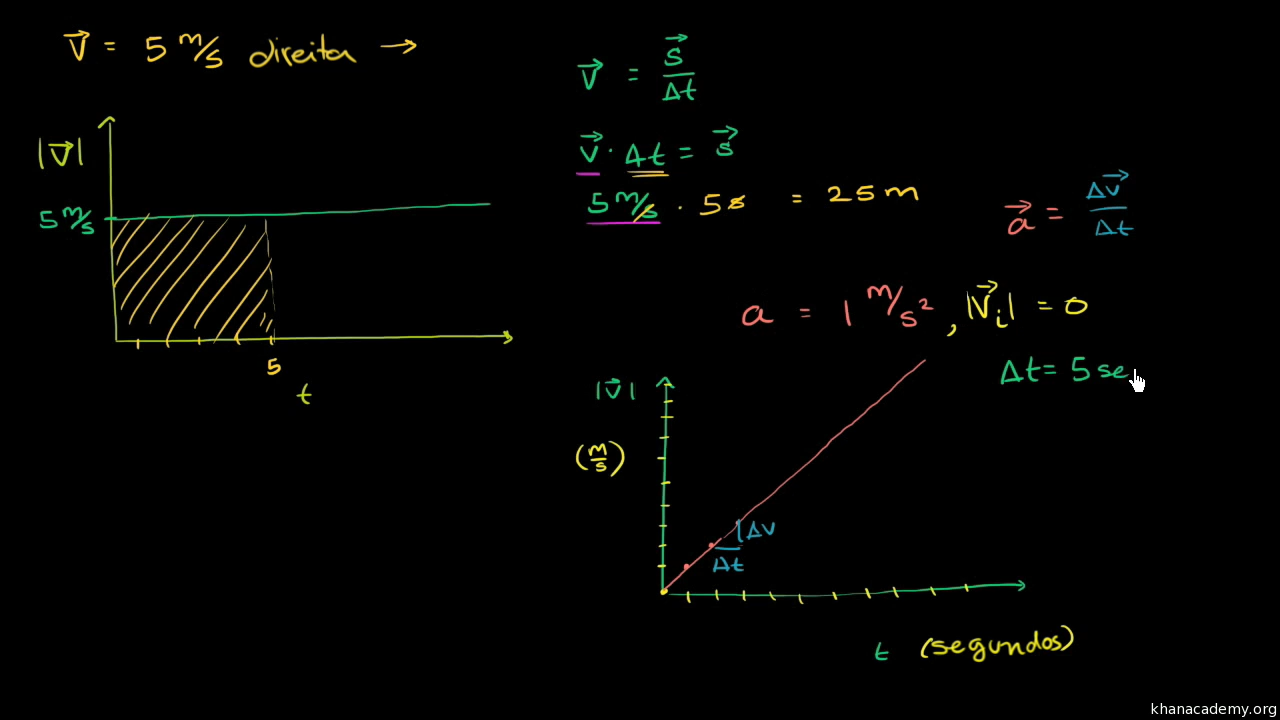 v⃗ = 5 m/s direita →
|v⃗|
5 m/s
5
t
v⃗ = s⃗/Δt
v⃗ · Δt = s⃗
5 m/s · 5 s = 25 m
a⃗ = Δv⃗/Δt
a = 1 m/s², |v⃗ᵢ| = 0
Δt = 5 se
|v⃗|
(m/s)
Δv
Δt
t (segundos)
khanacademy.org